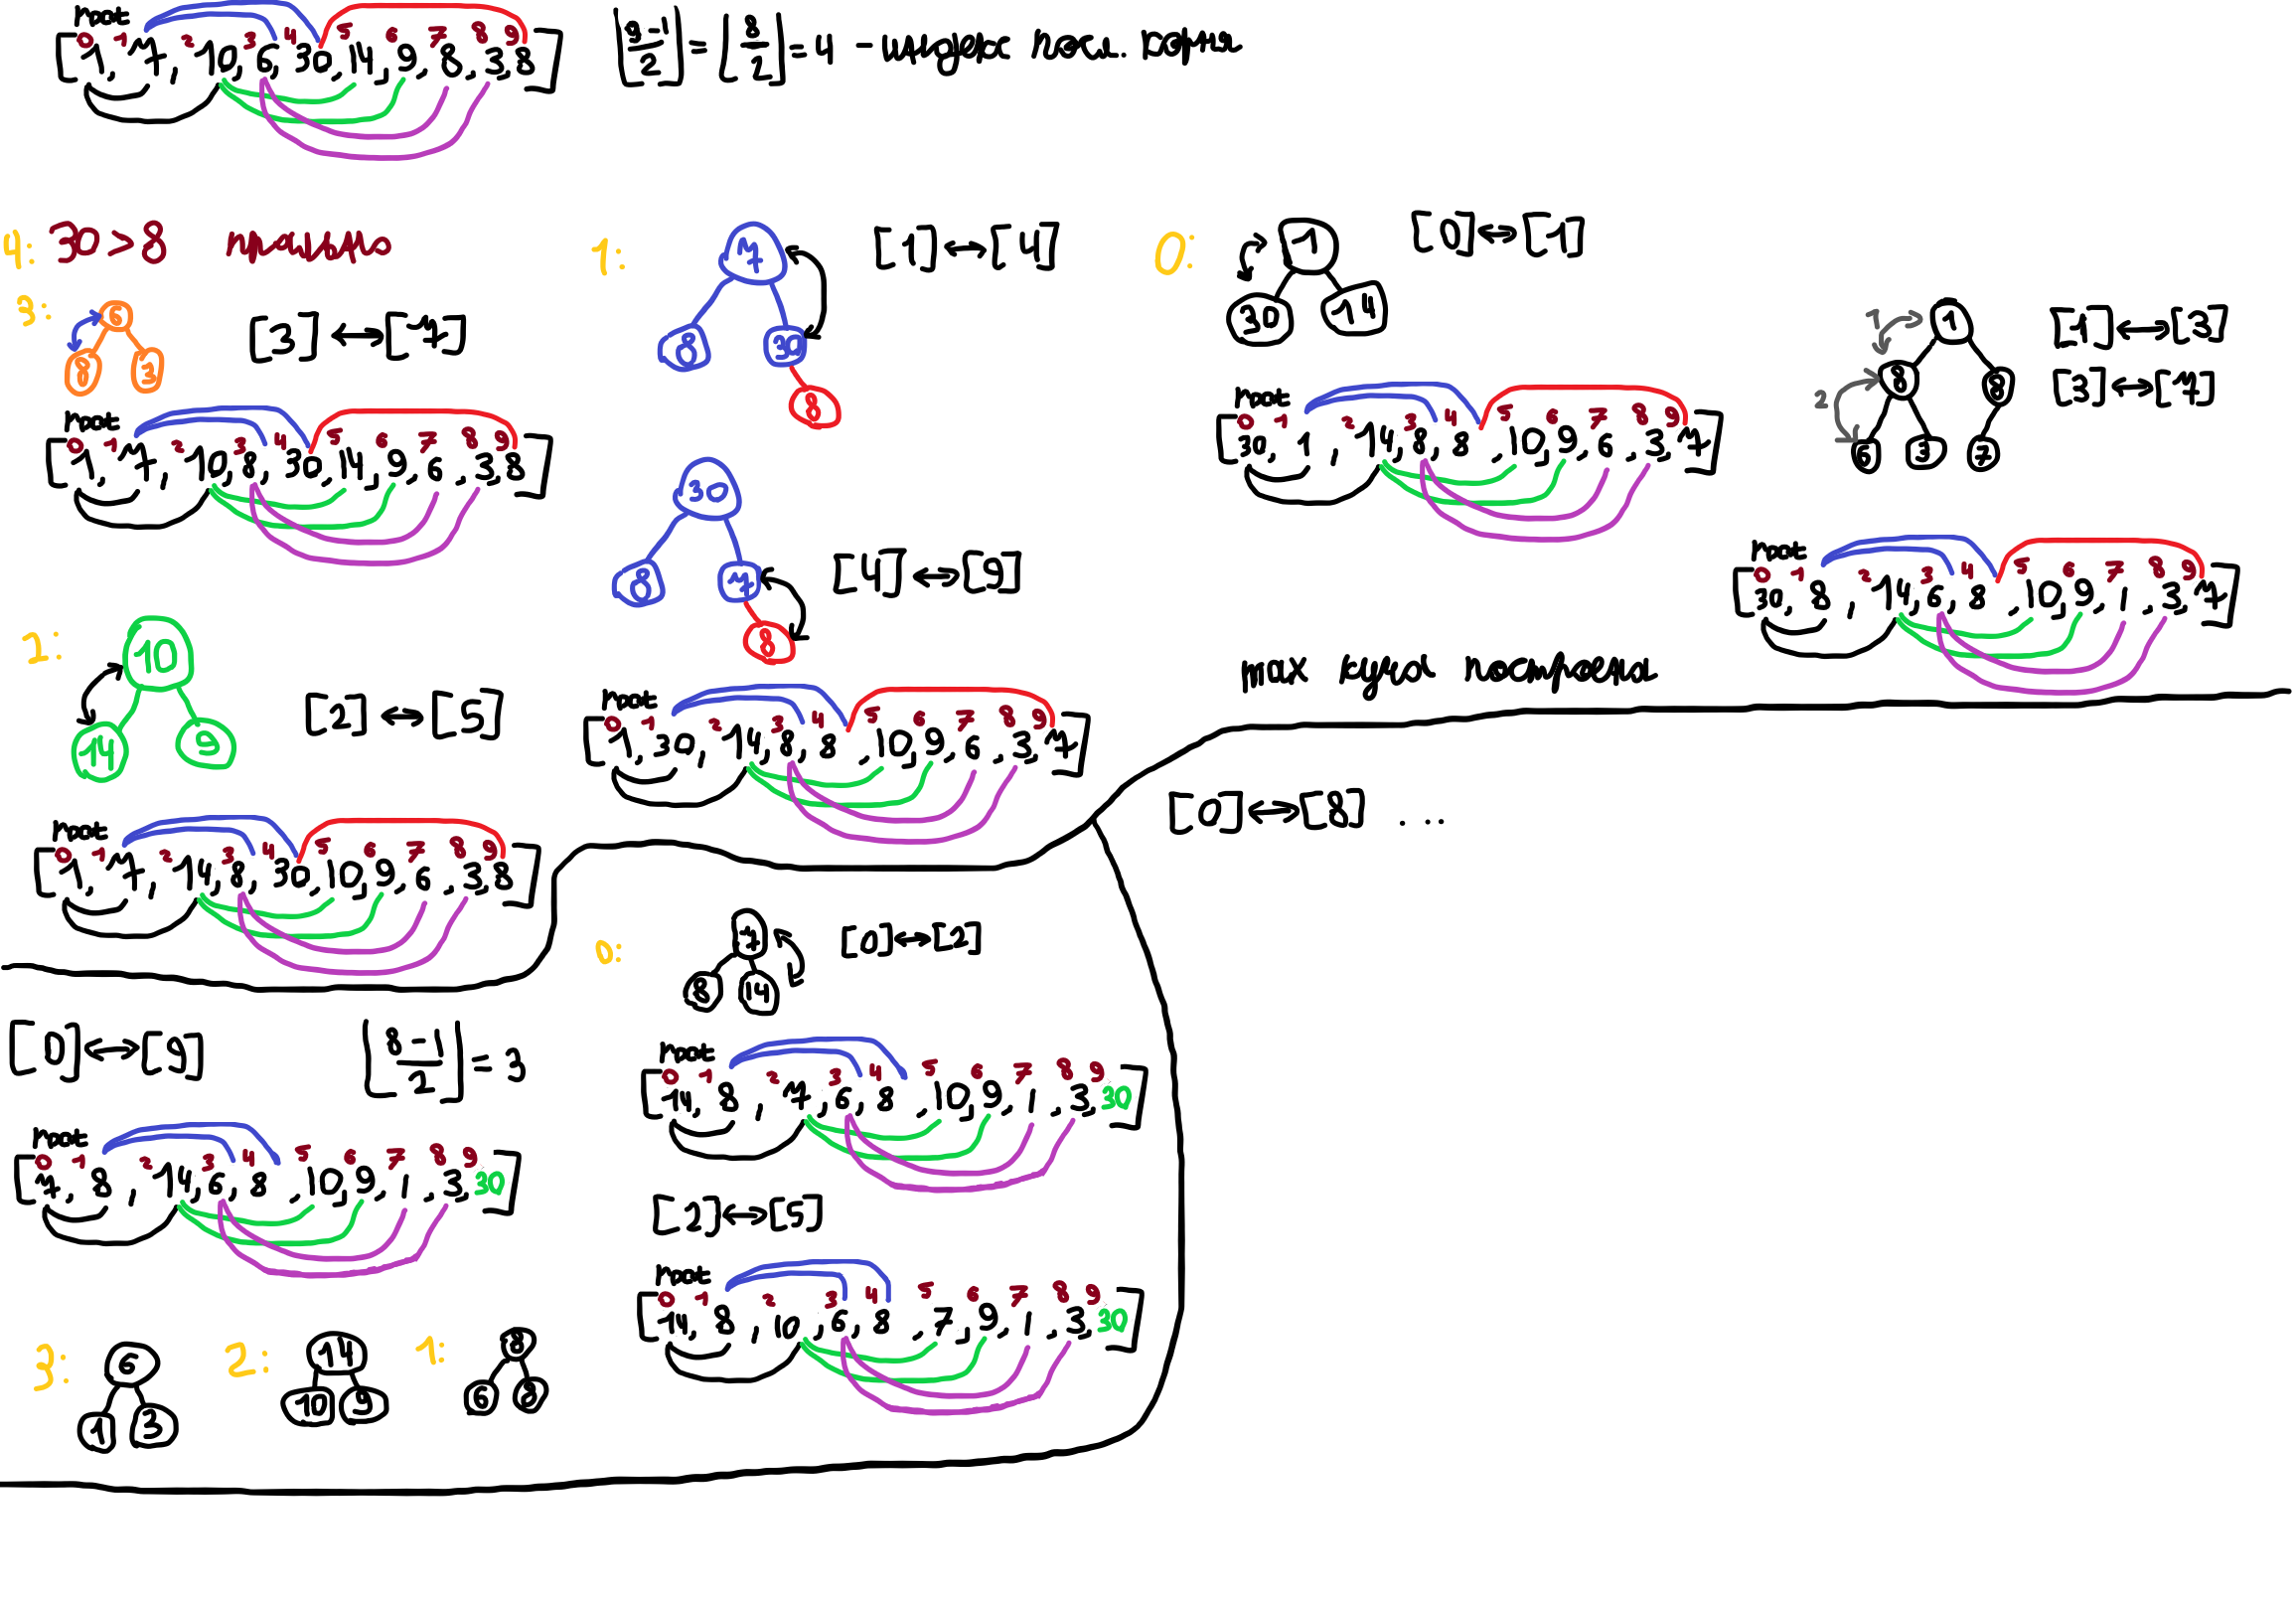 root
0 1 2 3 4 5 6 7 8 9
[1, 7, 10, 6, 30, 14, 9, 8, 3, 8]
⌊(9-1)/2⌋ = ⌊8/2⌋ = 4 - индекс посл. корня
4: 30>8
3:
6
8 3
[3] ↔ [7]
root
0 1 2 3 4 5 6 7 8 9
[1, 7, 10, 8, 30, 14, 9, 6, 3, 8]
2:
10
14 9
[2] ↔ [5]
root
0 1 2 3 4 5 6 7 8 9
[1, 7, 14, 8, 30, 10, 9, 6, 3, 8]
1:
7
8 30
8
[1] ↔ [4]
30
8 7
8
[4] ↔ [9]
root
0 1 2 3 4 5 6 7 8 9
[1, 30, 14, 8, 8, 10, 9, 6, 3, 7]
0:
1
30 14
[0] ↔ [1]
root
0 1 2 3 4 5 6 7 8 9
[30, 1, 14, 8, 8, 10, 9, 6, 3, 7]
1
8 8
6 3 7
1
2
[1] ↔ [3]
[3] ↔ [7]
root
0 1 2 3 4 5 6 7 8 9
[30, 8, 14, 6, 8, 10, 9, 1, 3, 7]
max куча построена
[0] ↔ [9]
⌊(8-1)/2⌋ = 3
root
0 1 2 3 4 5 6 7 8 9
[7, 8, 14, 6, 8, 10, 9, 1, 3, 30]
3:
6
1 3
2:
14
10 9
1:
8
6 8
0:
7
8 14
[0] ↔ [2]
root
0 1 2 3 4 5 6 7 8 9
[14, 8, 7, 6, 8, 10, 9, 1, 3, 30]
[2] ↔ [5]
root
0 1 2 3 4 5 6 7 8 9
[14, 8, 10, 6, 8, 7, 9, 1, 3, 30]
[0] ↔ [8] ...